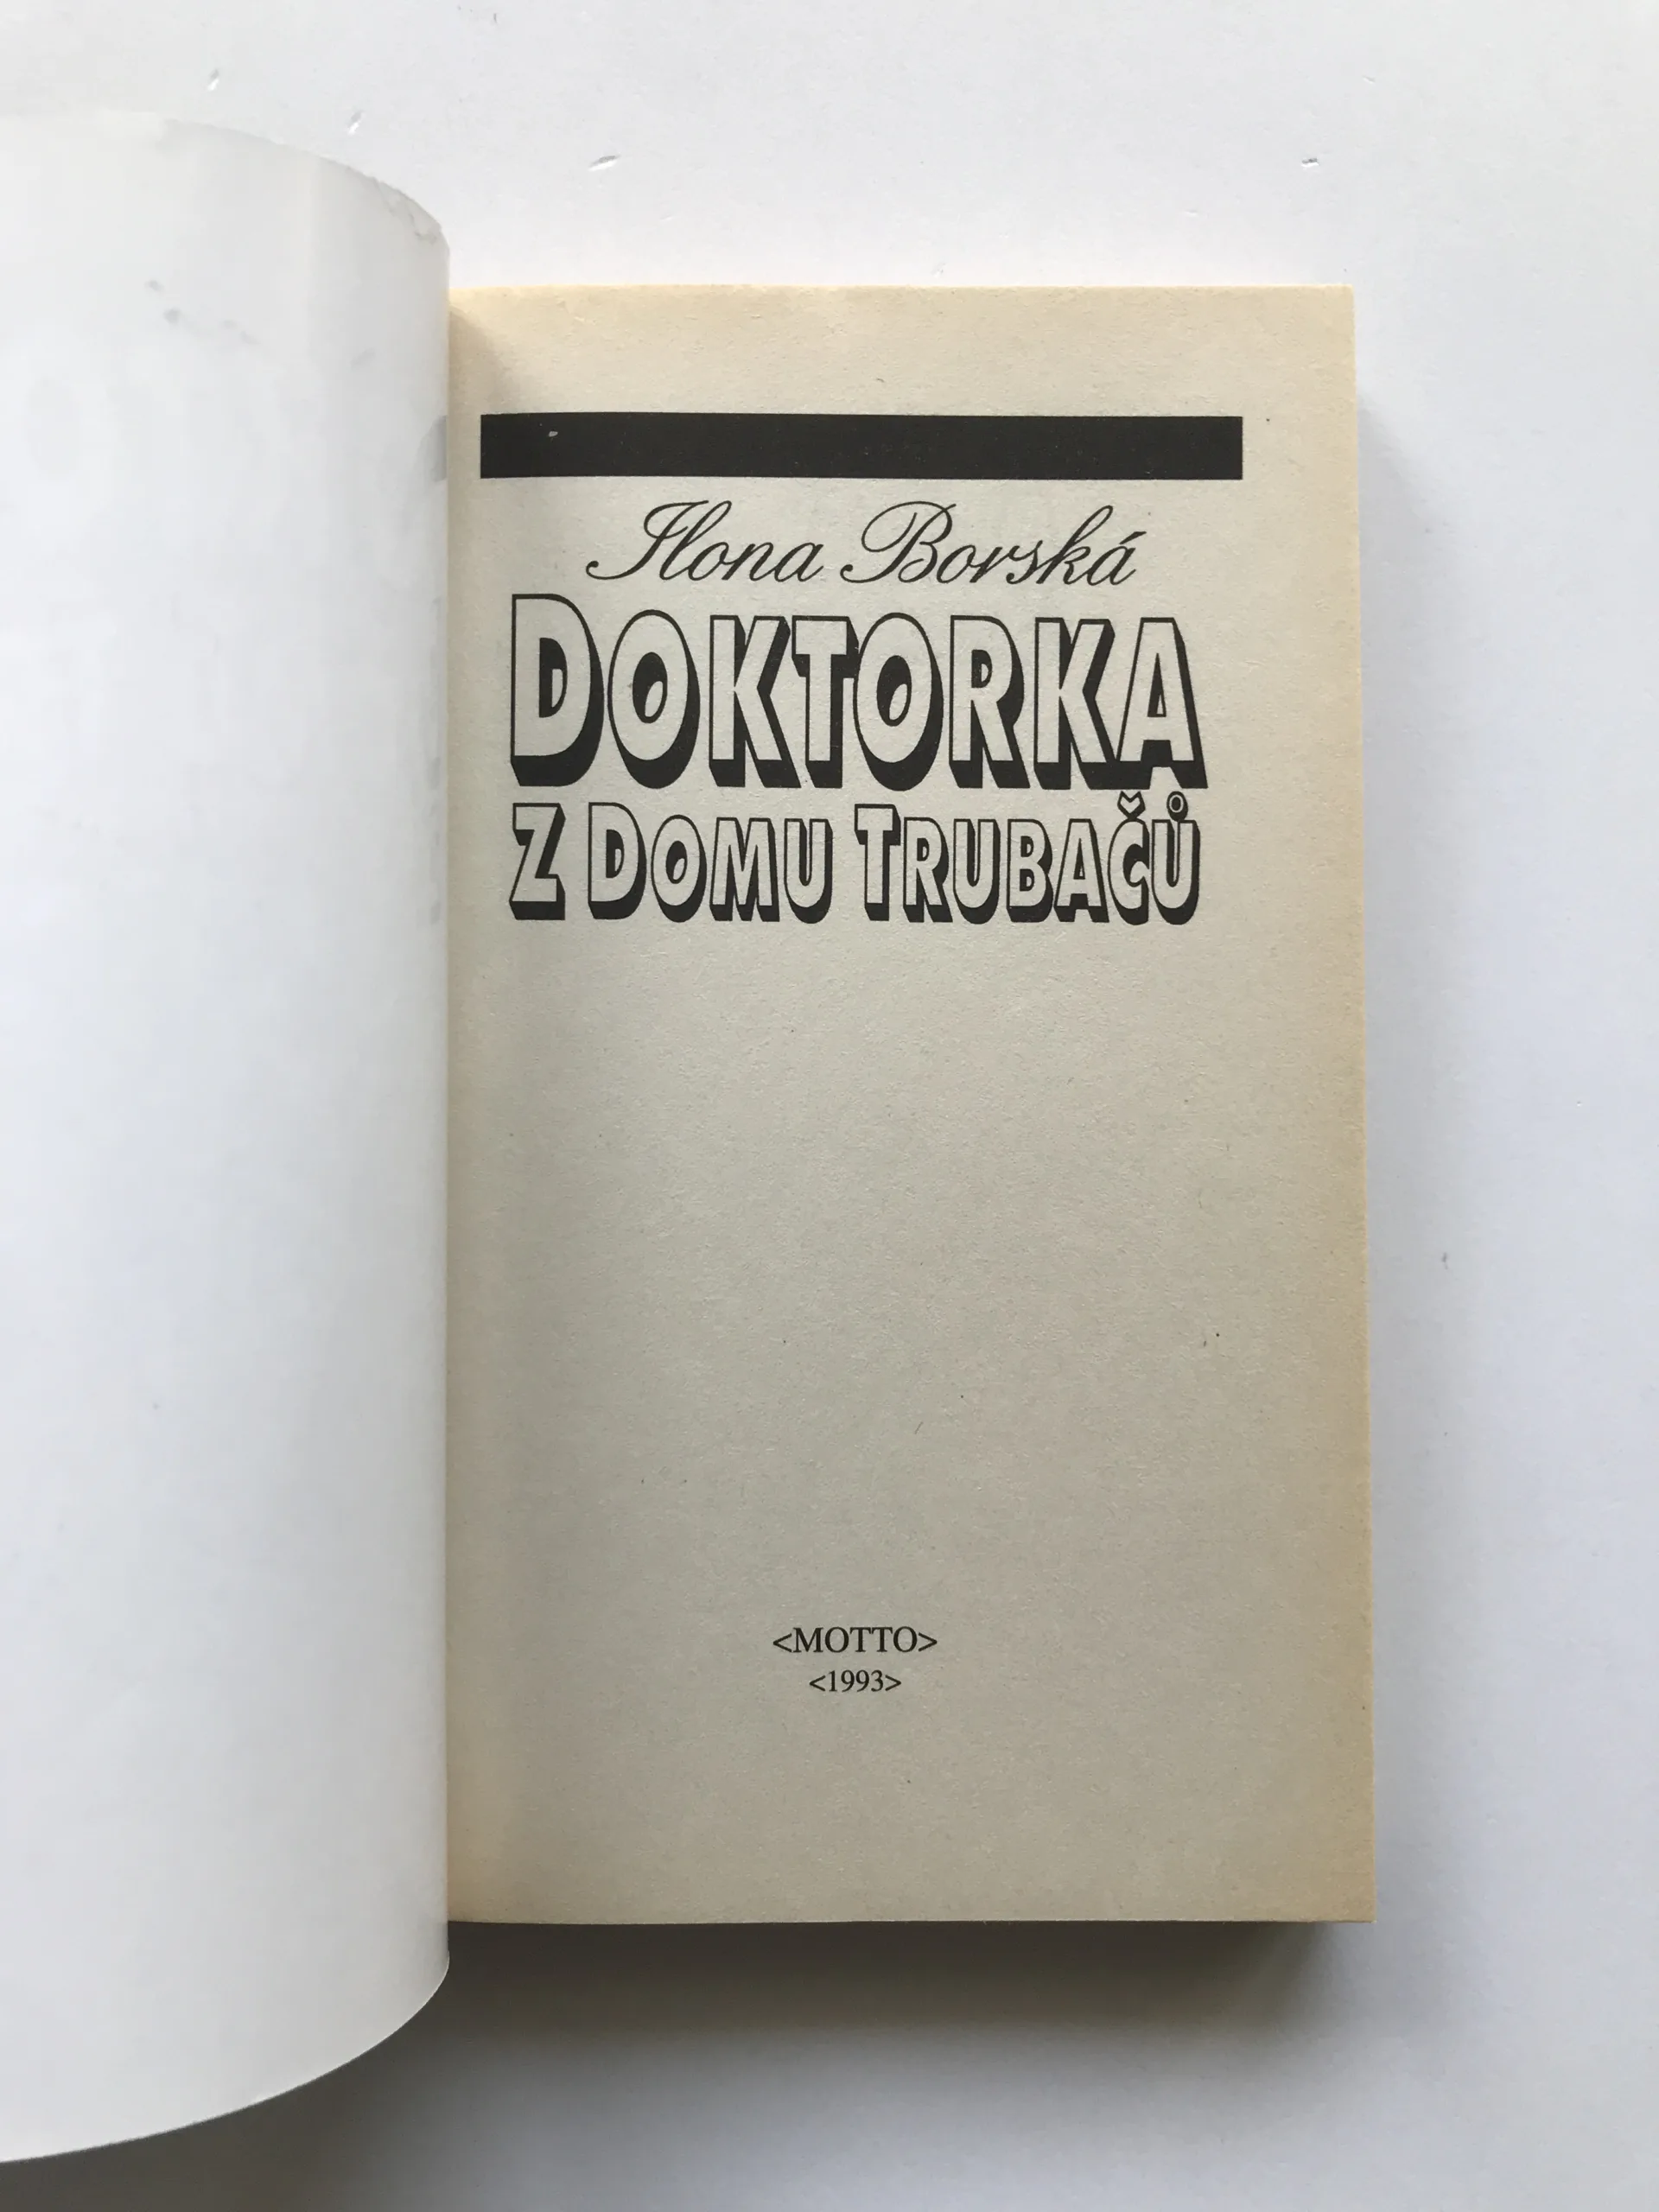 Ilona Borská
DOKTORKA
Z DOMU TRUBAČŮ
<MOTTO>
<1993>